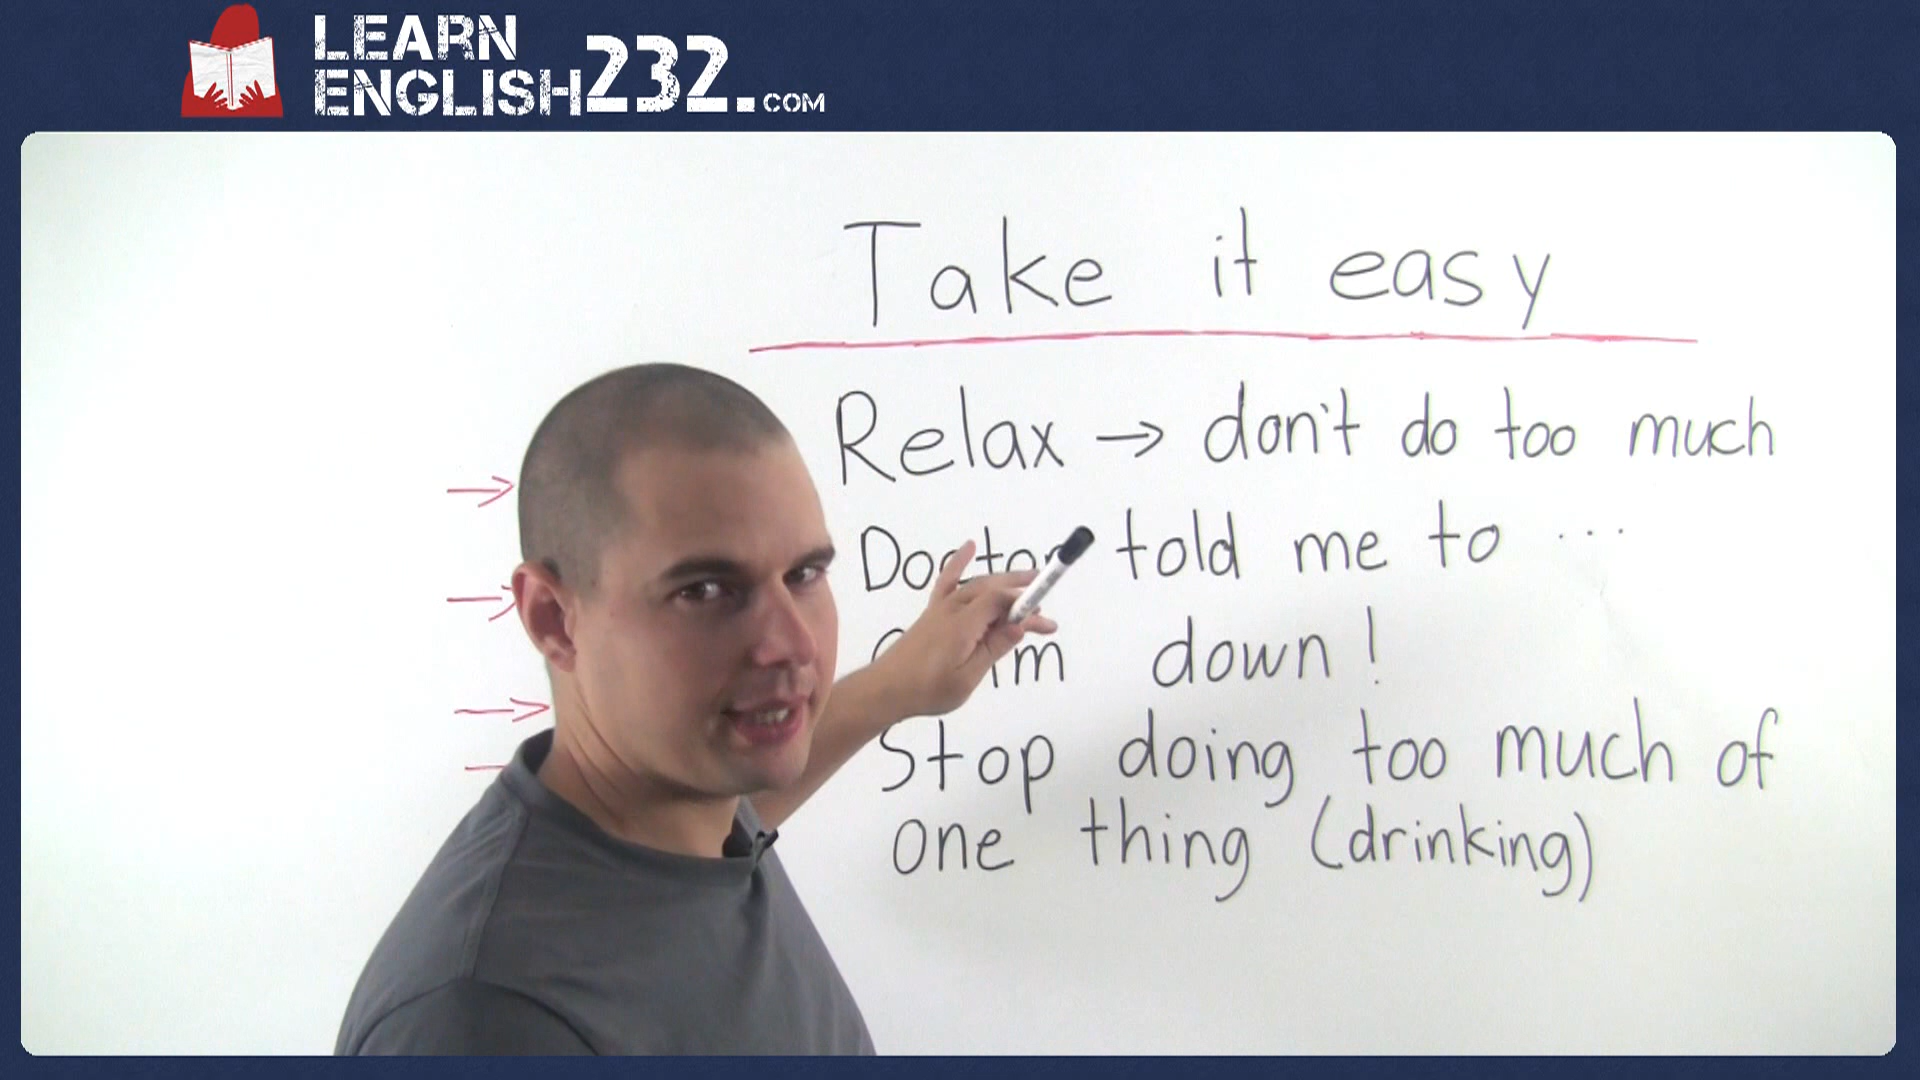 LEARN
ENGLISH232.COM
Take it easy
Relax → don't do too much
Doctor told me to ...
down!
Stop doing too much of
one thing (drinking)